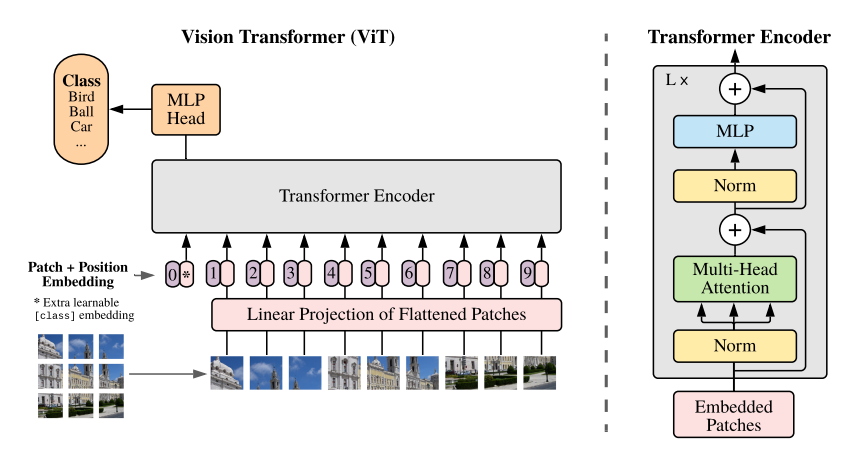 Vision Transformer (ViT)
Class
Bird
Ball
Car
...
MLP
Head
Transformer Encoder
0 * 1 2 3 4 5 6 7 8 9
Patch + Position
Embedding
* Extra learnable
[class] embedding
Linear Projection of Flattened Patches
Transformer Encoder
L x
+
MLP
Norm
+
Multi-Head
Attention
Norm
Embedded
Patches